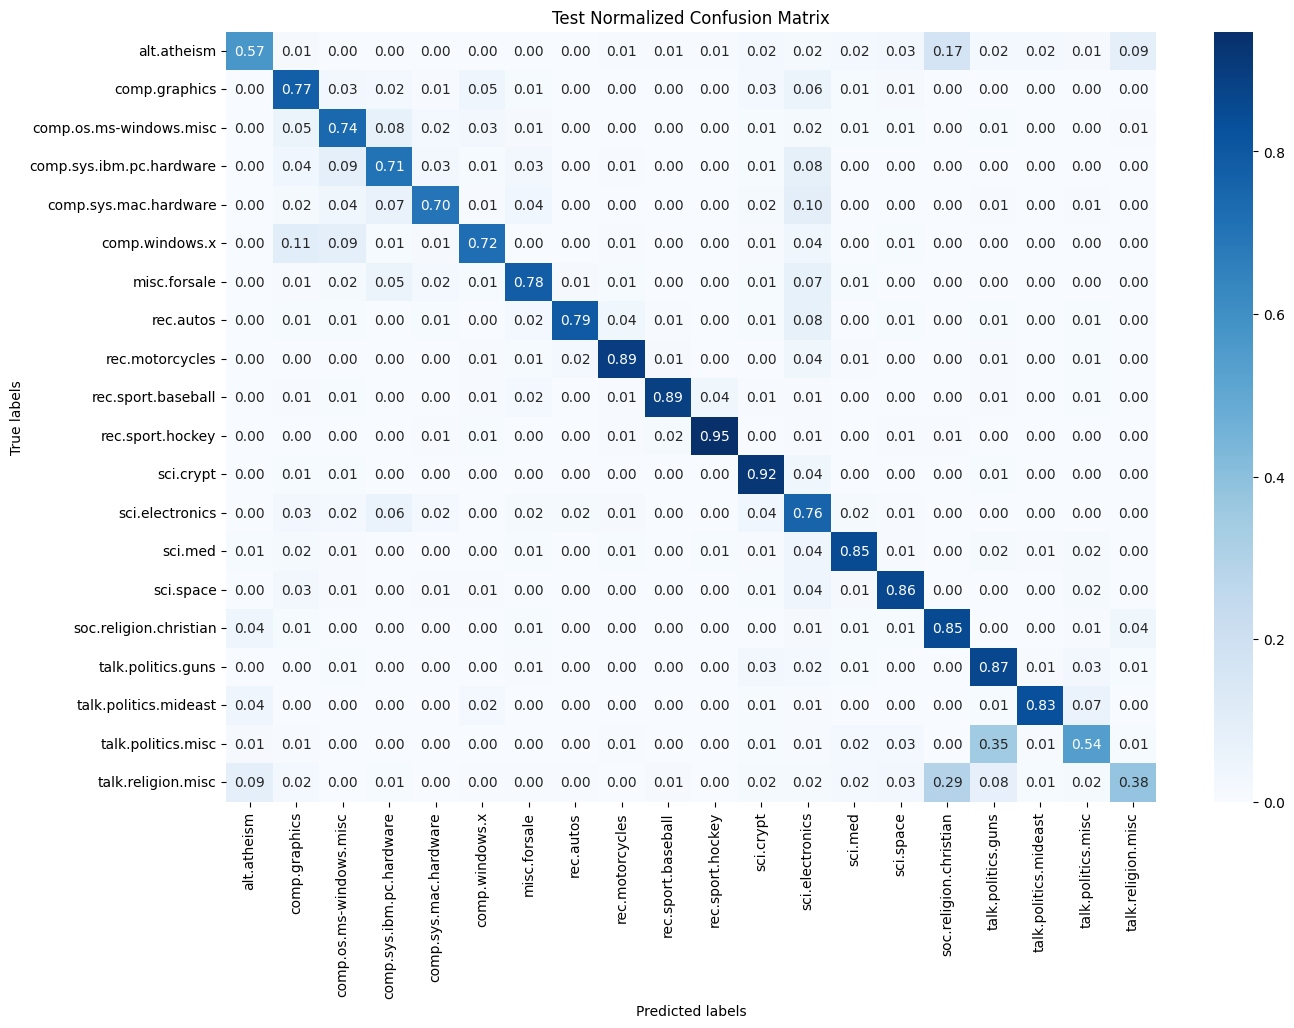 Test Normalized Confusion Matrix
True labels
alt.atheism 0.57 0.01 0.00 0.00 0.00 0.00 0.00 0.00 0.01 0.01 0.01 0.02 0.02 0.02 0.03 0.17 0.02 0.02 0.01 0.09
comp.graphics 0.00 0.77 0.03 0.02 0.01 0.05 0.01 0.00 0.00 0.00 0.00 0.03 0.06 0.01 0.01 0.00 0.00 0.00 0.00 0.00
comp.os.ms-windows.misc 0.00 0.05 0.74 0.08 0.02 0.03 0.01 0.00 0.00 0.00 0.00 0.01 0.02 0.01 0.01 0.00 0.01 0.00 0.00 0.01
comp.sys.ibm.pc.hardware 0.00 0.04 0.09 0.71 0.03 0.01 0.03 0.00 0.01 0.00 0.00 0.01 0.08 0.00 0.00 0.00 0.00 0.00 0.00 0.00
comp.sys.mac.hardware 0.00 0.02 0.04 0.07 0.70 0.01 0.04 0.00 0.00 0.00 0.00 0.02 0.10 0.00 0.00 0.00 0.01 0.00 0.01 0.00
comp.windows.x 0.00 0.11 0.09 0.01 0.01 0.72 0.00 0.00 0.01 0.00 0.00 0.01 0.04 0.00 0.01 0.00 0.00 0.00 0.00 0.00
misc.forsale 0.00 0.01 0.02 0.05 0.02 0.01 0.78 0.01 0.01 0.00 0.00 0.01 0.07 0.01 0.00 0.00 0.00 0.00 0.00 0.00
rec.autos 0.00 0.01 0.01 0.00 0.01 0.00 0.02 0.79 0.04 0.01 0.00 0.01 0.08 0.00 0.01 0.00 0.01 0.00 0.01 0.00
rec.motorcycles 0.00 0.00 0.00 0.00 0.00 0.01 0.01 0.02 0.89 0.01 0.00 0.00 0.04 0.01 0.00 0.00 0.01 0.00 0.01 0.00
rec.sport.baseball 0.00 0.01 0.01 0.00 0.01 0.01 0.02 0.00 0.01 0.89 0.04 0.01 0.01 0.00 0.00 0.00 0.01 0.00 0.01 0.00
rec.sport.hockey 0.00 0.00 0.00 0.00 0.01 0.01 0.00 0.00 0.01 0.02 0.95 0.00 0.01 0.00 0.01 0.01 0.00 0.00 0.00 0.00
sci.crypt 0.00 0.01 0.01 0.00 0.00 0.00 0.00 0.00 0.00 0.00 0.00 0.92 0.04 0.00 0.00 0.00 0.01 0.00 0.00 0.00
sci.electronics 0.00 0.03 0.02 0.06 0.02 0.00 0.02 0.02 0.01 0.00 0.00 0.04 0.76 0.02 0.01 0.00 0.00 0.00 0.00 0.00
sci.med 0.01 0.02 0.01 0.00 0.00 0.00 0.01 0.00 0.01 0.00 0.01 0.01 0.04 0.85 0.01 0.00 0.02 0.01 0.02 0.00
sci.space 0.00 0.03 0.00 0.00 0.01 0.01 0.00 0.00 0.00 0.00 0.00 0.01 0.04 0.01 0.86 0.00 0.00 0.00 0.02 0.00
soc.religion.christian 0.04 0.01 0.00 0.00 0.00 0.00 0.01 0.00 0.00 0.00 0.00 0.00 0.01 0.01 0.01 0.85 0.00 0.00 0.01 0.04
talk.politics.guns 0.00 0.00 0.01 0.00 0.00 0.00 0.01 0.00 0.00 0.00 0.00 0.03 0.02 0.01 0.00 0.00 0.87 0.01 0.03 0.01
talk.politics.mideast 0.04 0.00 0.00 0.00 0.00 0.02 0.00 0.00 0.00 0.00 0.00 0.01 0.01 0.00 0.00 0.00 0.01 0.83 0.07 0.00
talk.politics.misc 0.01 0.01 0.00 0.00 0.00 0.00 0.00 0.00 0.01 0.00 0.00 0.01 0.01 0.02 0.03 0.00 0.35 0.01 0.54 0.01
talk.religion.misc 0.09 0.02 0.00 0.01 0.00 0.00 0.00 0.00 0.00 0.01 0.00 0.02 0.02 0.02 0.03 0.29 0.08 0.01 0.02 0.38
alt.atheism
comp.graphics
comp.os.ms-windows.misc
comp.sys.ibm.pc.hardware
comp.sys.mac.hardware
comp.windows.x
misc.forsale
rec.autos
rec.motorcycles
rec.sport.baseball
rec.sport.hockey
sci.crypt
sci.electronics
sci.med
sci.space
soc.religion.christian
talk.politics.guns
talk.politics.mideast
talk.politics.misc
talk.religion.misc
Predicted labels
0.8
0.6
0.4
0.2
0.0